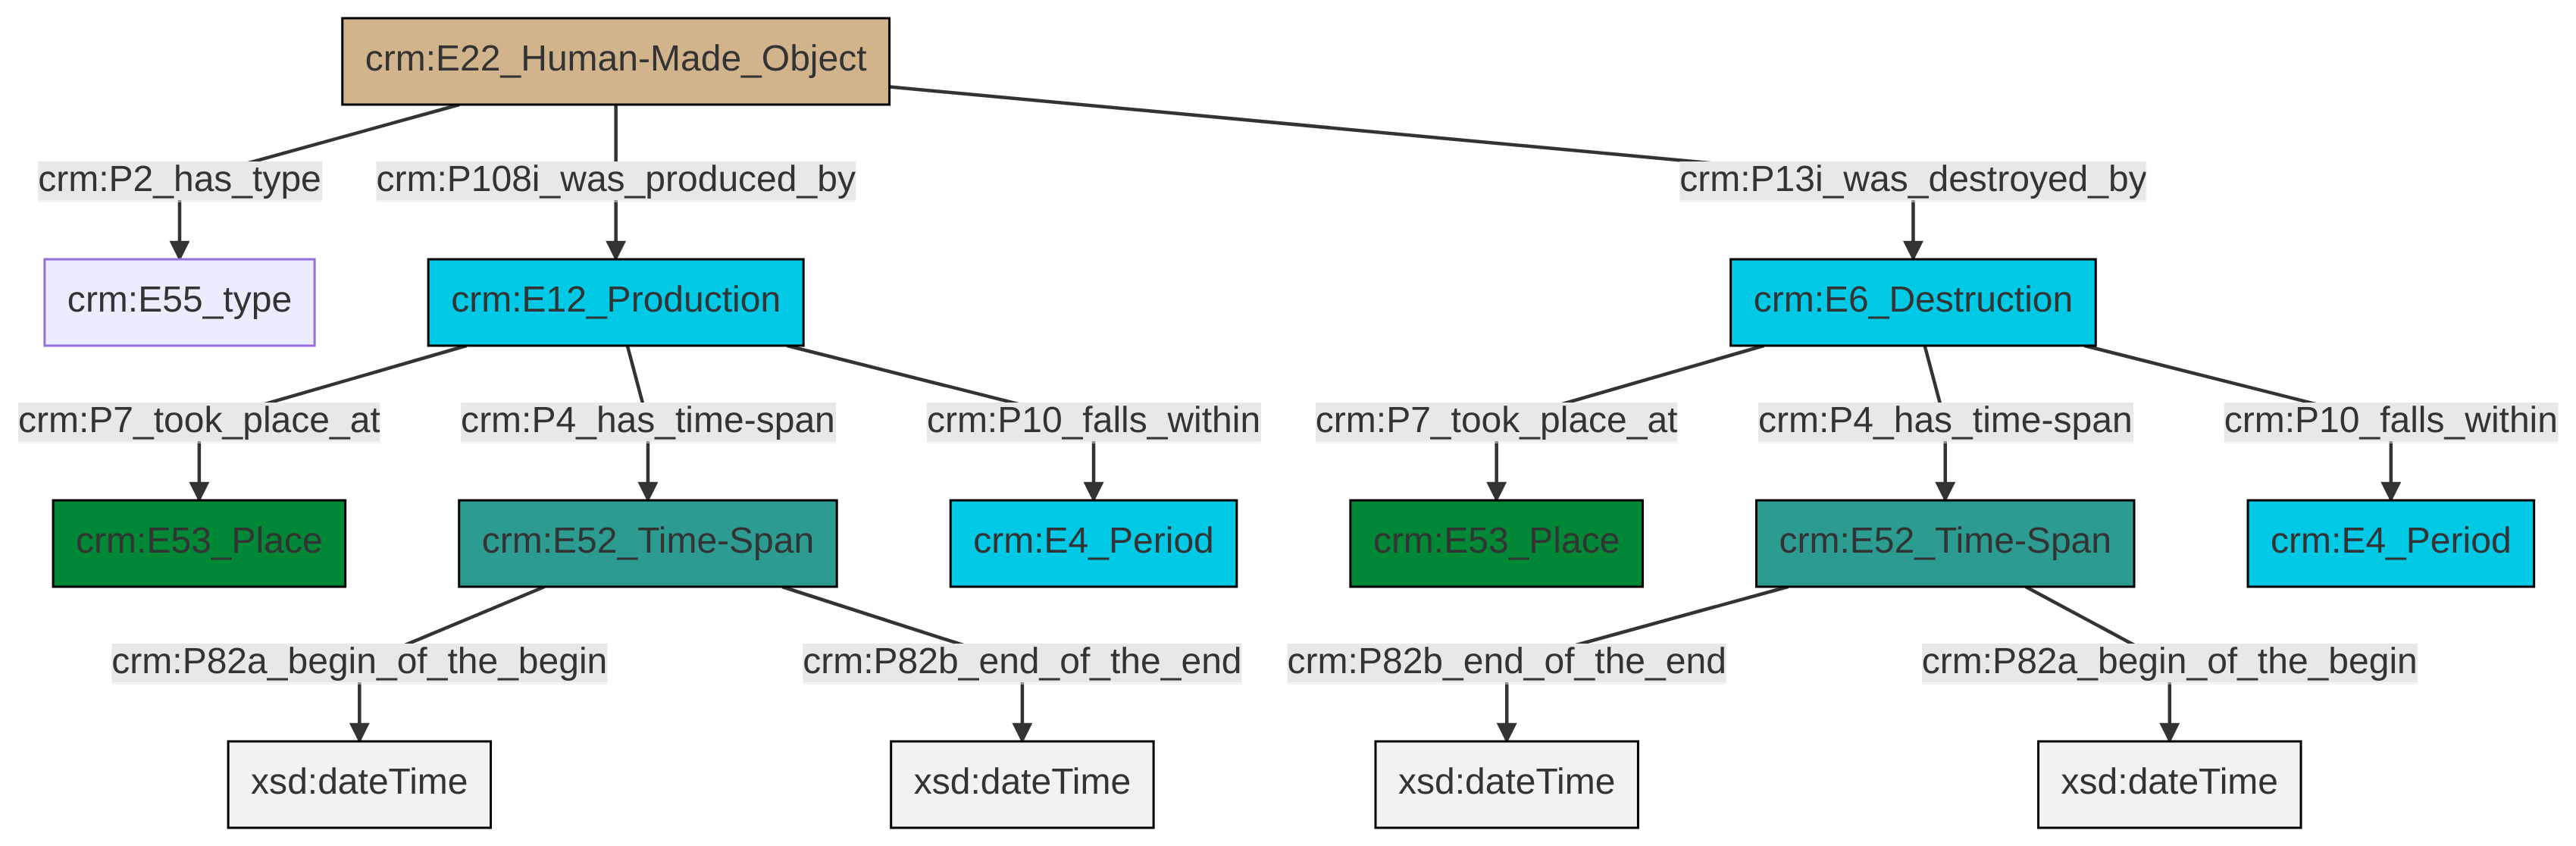 crm:E22_Human-Made_Object
crm:P2_has_type
crm:P108i_was_produced_by
crm:P13i_was_destroyed_by
crm:E55_type
crm:E12_Production
crm:E6_Destruction
crm:P7_took_place_at
crm:P4_has_time-span
crm:P10_falls_within
crm:P7_took_place_at
crm:P4_has_time-span
crm:P10_falls_within
crm:E53_Place
crm:E52_Time-Span
crm:E4_Period
crm:E53_Place
crm:E52_Time-Span
crm:E4_Period
crm:P82a_begin_of_the_begin
crm:P82b_end_of_the_end
crm:P82b_end_of_the_end
crm:P82a_begin_of_the_begin
xsd:dateTime
xsd:dateTime
xsd:dateTime
xsd:dateTime